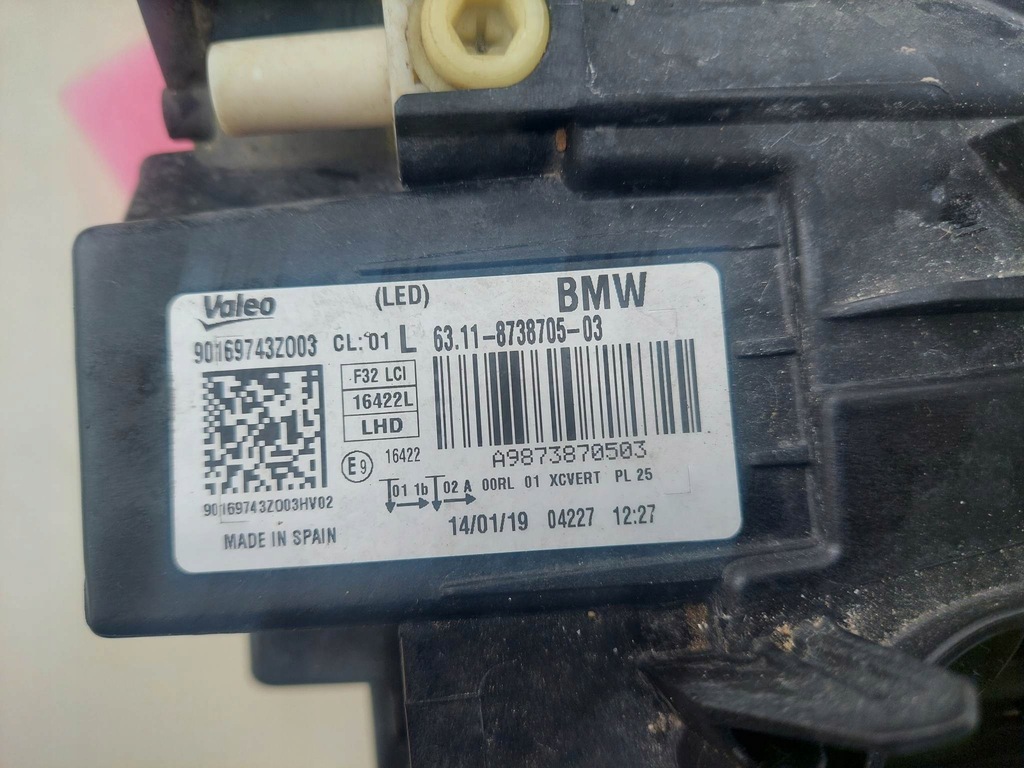 Valeo (LED) BMW
90169743Z003 CL:01 L 63.11-8738705-03
F32 LCI
16422L
LHD
E9 16422
A9873870503
01 1b 02 A 00RL 01 XCVERT PL 25
90169743Z003HV02
MADE IN SPAIN
14/01/19 04227 12:27